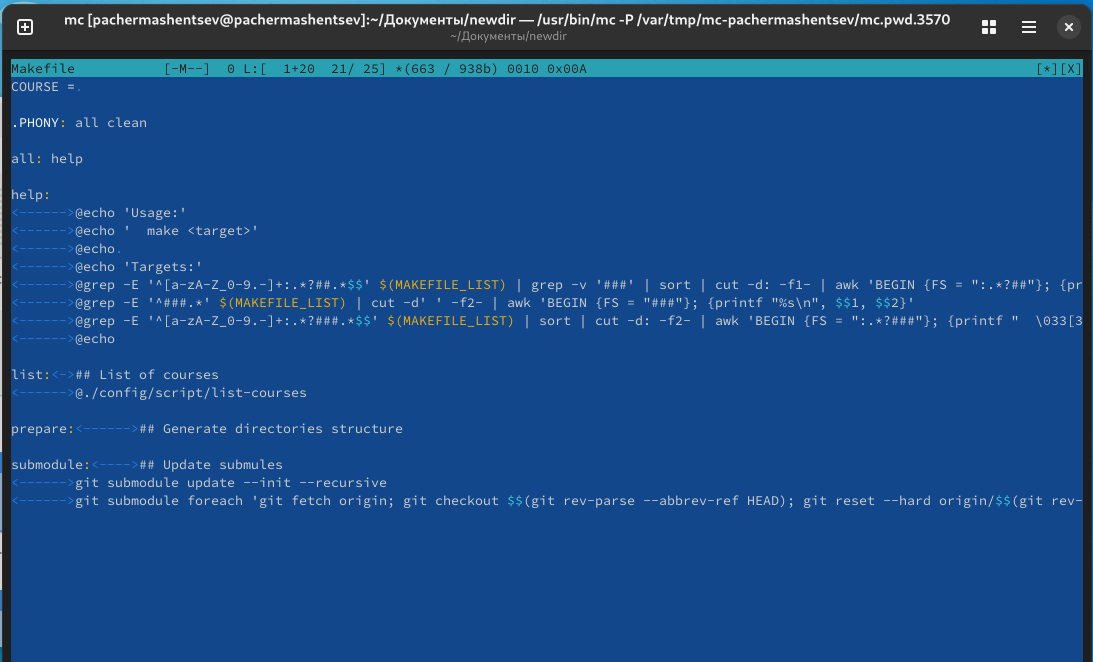 mc [pachermashentsev@pachermashentsev]:~/Документы/newdir — /usr/bin/mc -P /var/tmp/mc-pachermashentsev/mc.pwd.3570
~/Документы/newdir
Makefile [-M--] 0 L:[ 1+20 21/ 25] *(663 / 938b) 0010 0x00A [*][X]
COURSE =.
.PHONY: all clean
all: help
help:
<------>@echo 'Usage:'
<------>@echo '  make <target>'
<------>@echo.
<------>@echo 'Targets:'
<------>@grep -E '^[a-zA-Z_0-9.-]+:.*?##.*$$' $(MAKEFILE_LIST) | grep -v '###' | sort | cut -d: -f1- | awk 'BEGIN {FS = ":.*?##"}; {pr
<------>@grep -E '^###.*' $(MAKEFILE_LIST) | cut -d' ' -f2- | awk 'BEGIN {FS = "###"}; {printf "%s\n", $$1, $$2}'
<------>@grep -E '^[a-zA-Z_0-9.-]+:.*?###.*$$' $(MAKEFILE_LIST) | sort | cut -d: -f2- | awk 'BEGIN {FS = ":.*?###"}; {printf "  \033[3
<------>@echo
list:<->## List of courses
<------>@./config/script/list-courses
prepare:<------>## Generate directories structure
submodule:<---->## Update submules
<------>git submodule update --init --recursive
<------>git submodule foreach 'git fetch origin; git checkout $$(git rev-parse --abbrev-ref HEAD); git reset --hard origin/$$(git rev-